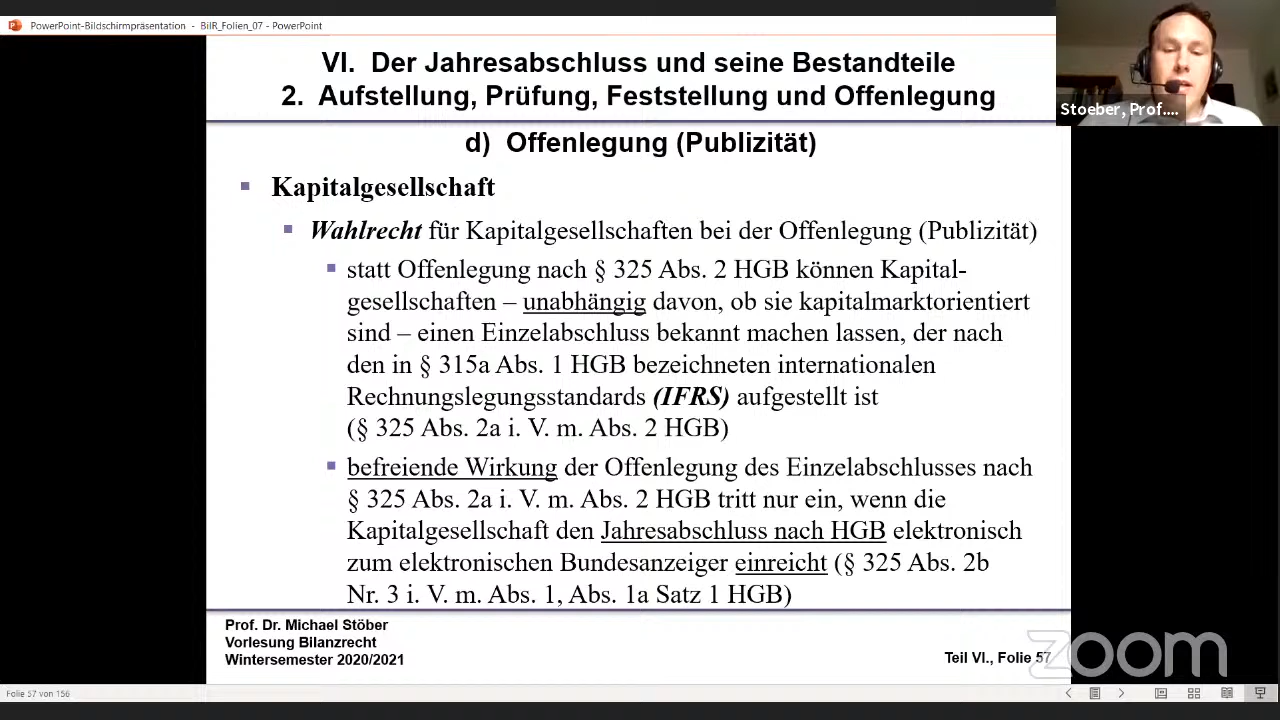 PowerPoint-Bildschirmpräsentation - BilR_Folien_07 - PowerPoint
VI. Der Jahresabschluss und seine Bestandteile
2. Aufstellung, Prüfung, Feststellung und Offenlegung
Stoeber, Prof....
d) Offenlegung (Publizität)
Kapitalgesellschaft
Wahlrecht für Kapitalgesellschaften bei der Offenlegung (Publizität)
statt Offenlegung nach § 325 Abs. 2 HGB können Kapital-
gesellschaften – unabhängig davon, ob sie kapitalmarktorientiert
sind – einen Einzelabschluss bekannt machen lassen, der nach
den in § 315a Abs. 1 HGB bezeichneten internationalen
Rechnungslegungsstandards (IFRS) aufgestellt ist
(§ 325 Abs. 2a i. V. m. Abs. 2 HGB)
befreiende Wirkung der Offenlegung des Einzelabschlusses nach
§ 325 Abs. 2a i. V. m. Abs. 2 HGB tritt nur ein, wenn die
Kapitalgesellschaft den Jahresabschluss nach HGB elektronisch
zum elektronischen Bundesanzeiger einreicht (§ 325 Abs. 2b
Nr. 3 i. V. m. Abs. 1, Abs. 1a Satz 1 HGB)
Prof. Dr. Michael Stöber
Vorlesung Bilanzrecht
Wintersemester 2020/2021
Teil VI., Folie 57
zoom
Folie 57 von 156